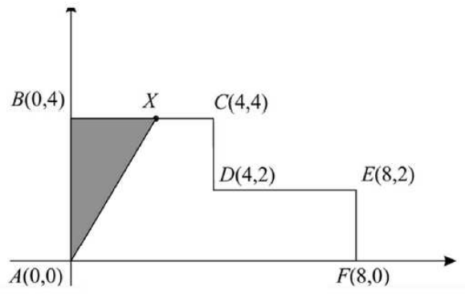 B(0,4)
X
C(4,4)
D(4,2)
E(8,2)
A(0,0)
F(8,0)